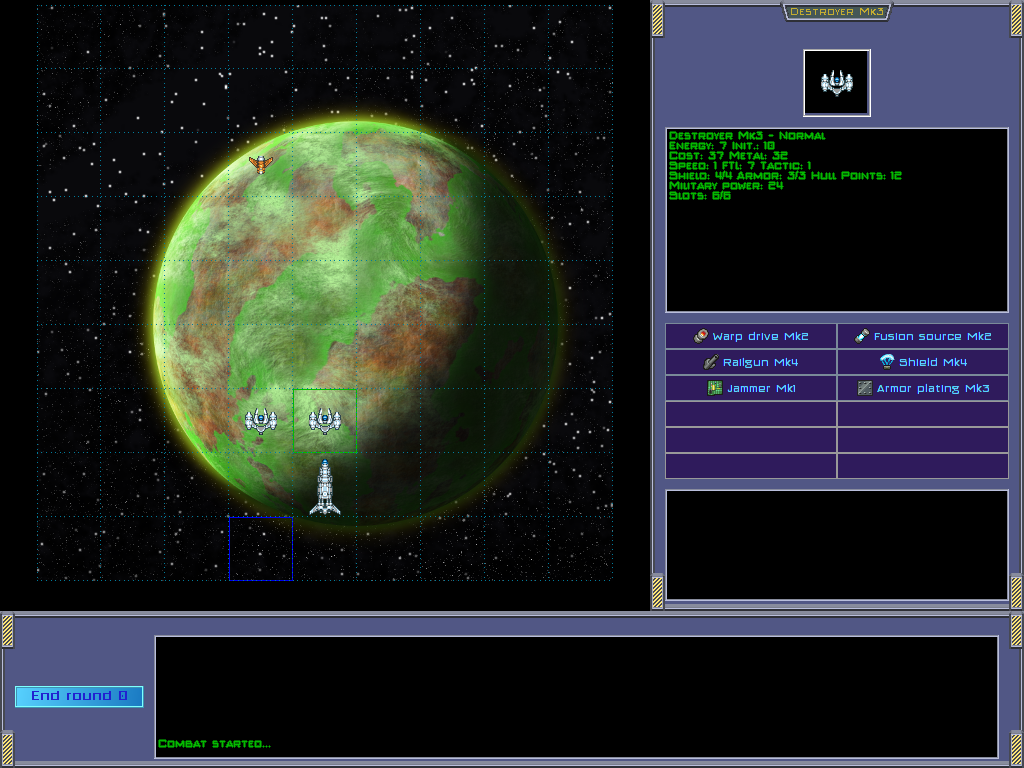 Destroyer Mk3
Destroyer Mk3 - Normal
Energy: 7 Init.: 10
Cost: 37 Metal: 32
Speed: 1 FTL: 7 Tactic: 1
Shield: 4/4 Armor: 3/3 Hull Points: 12
Military power: 24
Slots: 6/6
Warp drive Mk2
Fusion source Mk2
Railgun Mk4
Shield Mk4
Jammer Mk1
Armor plating Mk3
End round 0
Combat started...